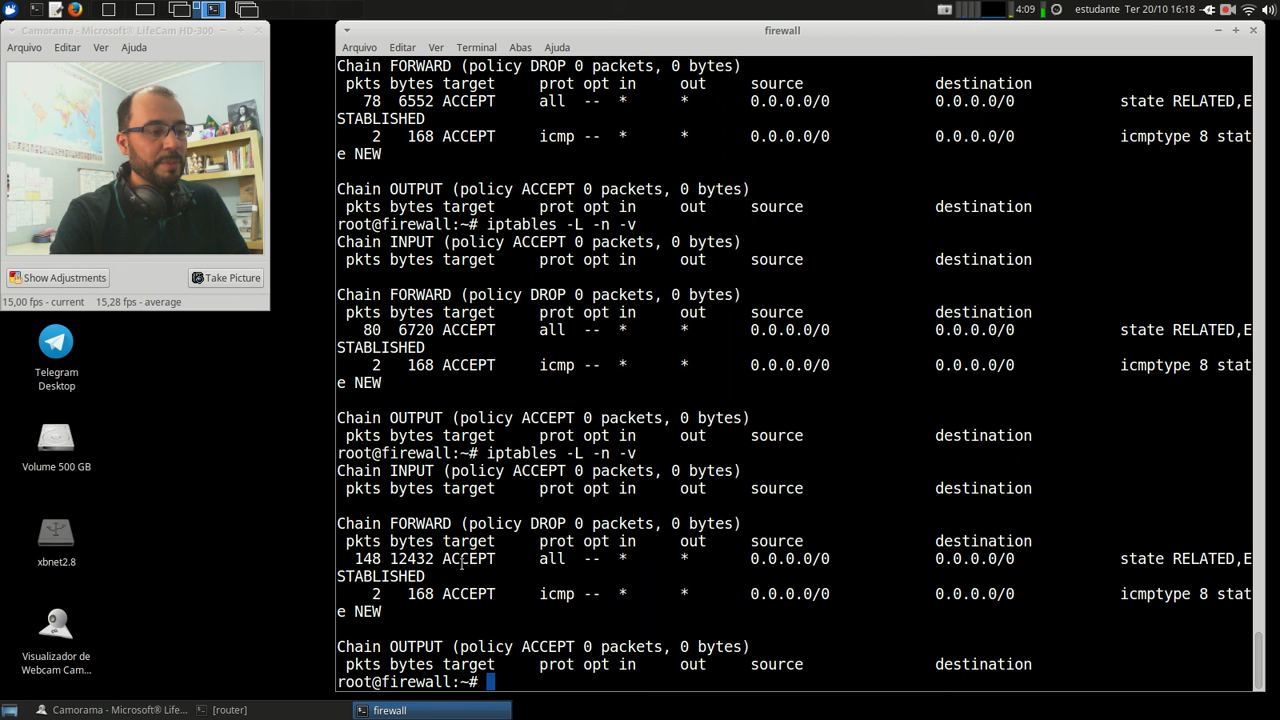 4:09 estudante Ter 20/10 16:18
Camorama - Microsoft® LifeCam HD-300
Arquivo Editar Ver Ajuda
Show Adjustments Take Picture
15,00 fps - current 15,28 fps - average
Telegram
Desktop
Volume 500 GB
xbnet2.8
Visualizador de
Webcam Cam...
firewall
Arquivo Editar Ver Terminal Abas Ajuda
Chain FORWARD (policy DROP 0 packets, 0 bytes)
pkts bytes target prot opt in out source destination
78 6552 ACCEPT all -- * * 0.0.0.0/0 0.0.0.0/0 state RELATED,E
STABLISHED
2 168 ACCEPT icmp -- * * 0.0.0.0/0 0.0.0.0/0 icmptype 8 stat
e NEW
Chain OUTPUT (policy ACCEPT 0 packets, 0 bytes)
pkts bytes target prot opt in out source destination
root@firewall:~# iptables -L -n -v
Chain INPUT (policy ACCEPT 0 packets, 0 bytes)
pkts bytes target prot opt in out source destination
Chain FORWARD (policy DROP 0 packets, 0 bytes)
pkts bytes target prot opt in out source destination
80 6720 ACCEPT all -- * * 0.0.0.0/0 0.0.0.0/0 state RELATED,E
STABLISHED
2 168 ACCEPT icmp -- * * 0.0.0.0/0 0.0.0.0/0 icmptype 8 stat
e NEW
Chain OUTPUT (policy ACCEPT 0 packets, 0 bytes)
pkts bytes target prot opt in out source destination
root@firewall:~# iptables -L -n -v
Chain INPUT (policy ACCEPT 0 packets, 0 bytes)
pkts bytes target prot opt in out source destination
Chain FORWARD (policy DROP 0 packets, 0 bytes)
pkts bytes target prot opt in out source destination
148 12432 ACCEPT all -- * * 0.0.0.0/0 0.0.0.0/0 state RELATED,E
STABLISHED
2 168 ACCEPT icmp -- * * 0.0.0.0/0 0.0.0.0/0 icmptype 8 stat
e NEW
Chain OUTPUT (policy ACCEPT 0 packets, 0 bytes)
pkts bytes target prot opt in out source destination
root@firewall:~#
Camorama - Microsoft® Life... [router] firewall